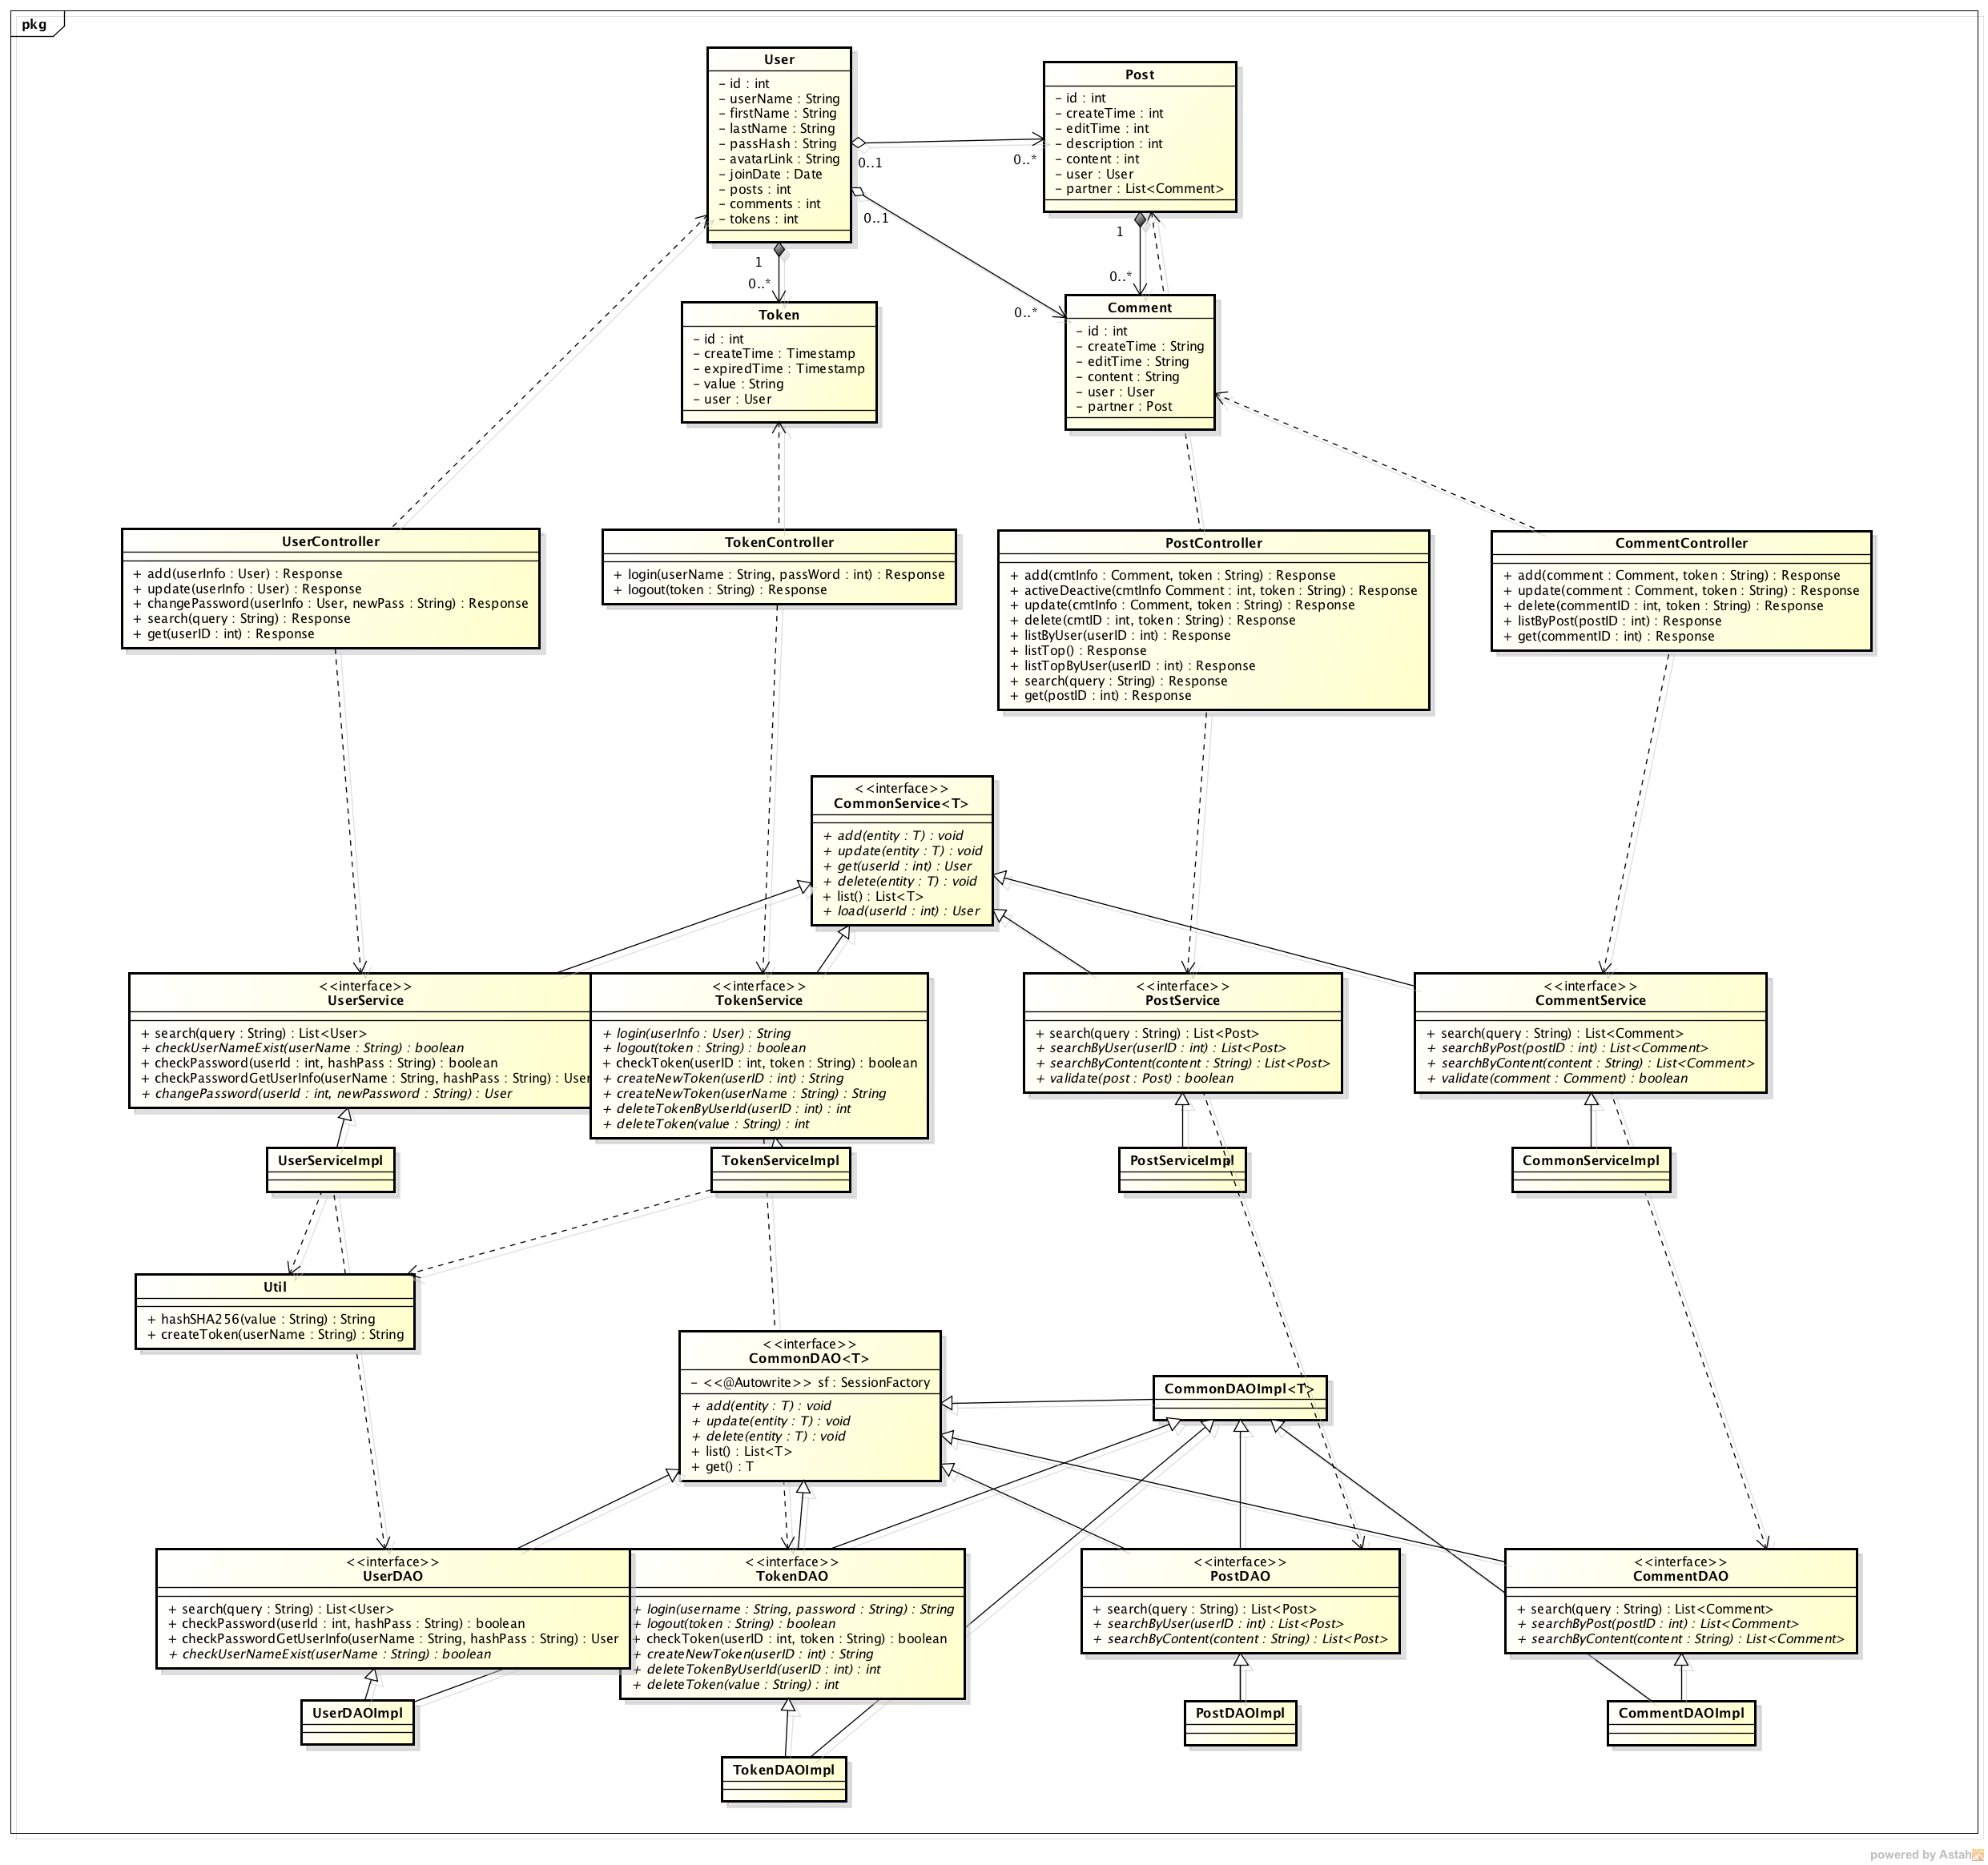 pkg
User
– id : int
– userName : String
– firstName : String
– lastName : String
– passHash : String
– avatarLink : String
– joinDate : Date
– posts : int
– comments : int
– tokens : int
Post
– id : int
– createTime : int
– editTime : int
– description : int
– content : int
– user : User
– partner : List<Comment>
0..1
0..*
0..1
0..*
1
0..*
1
0..*
Token
– id : int
– createTime : Timestamp
– expiredTime : Timestamp
– value : String
– user : User
Comment
– id : int
– createTime : String
– editTime : String
– content : String
– user : User
– partner : Post
UserController
+ add(userInfo : User) : Response
+ update(userInfo : User) : Response
+ changePassword(userInfo : User, newPass : String) : Response
+ search(query : String) : Response
+ get(userID : int) : Response
TokenController
+ login(userName : String, passWord : int) : Response
+ logout(token : String) : Response
PostController
+ add(cmtInfo : Comment, token : String) : Response
+ activeDeactive(cmtInfo Comment : int, token : String) : Response
+ update(cmtInfo : Comment, token : String) : Response
+ delete(cmtID : int, token : String) : Response
+ listByUser(userID : int) : Response
+ listTop() : Response
+ listTopByUser(userID : int) : Response
+ search(query : String) : Response
+ get(postID : int) : Response
CommentController
+ add(comment : Comment, token : String) : Response
+ update(comment : Comment, token : String) : Response
+ delete(commentID : int, token : String) : Response
+ listByPost(postID : int) : Response
+ get(commentID : int) : Response
<<interface>>
CommonService<T>
+ add(entity : T) : void
+ update(entity : T) : void
+ get(userId : int) : User
+ delete(entity : T) : void
+ list() : List<T>
+ load(userId : int) : User
<<interface>>
UserService
+ search(query : String) : List<User>
+ checkUserNameExist(userName : String) : boolean
+ checkPassword(userId : int, hashPass : String) : boolean
+ checkPasswordGetUserInfo(userName : String, hashPass : String) : User
+ changePassword(userId : int, newPassword : String) : User
<<interface>>
TokenService
+ login(userInfo : User) : String
+ logout(token : String) : boolean
+ checkToken(userID : int, token : String) : boolean
+ createNewToken(userID : int) : String
+ createNewToken(userName : String) : String
+ deleteTokenByUserId(userID : int) : int
+ deleteToken(value : String) : int
<<interface>>
PostService
+ search(query : String) : List<Post>
+ searchByUser(userID : int) : List<Post>
+ searchByContent(content : String) : List<Post>
+ validate(post : Post) : boolean
<<interface>>
CommentService
+ search(query : String) : List<Comment>
+ searchByPost(postID : int) : List<Comment>
+ searchByContent(content : String) : List<Comment>
+ validate(comment : Comment) : boolean
UserServiceImpl
TokenServiceImpl
PostServiceImpl
CommonServiceImpl
Util
+ hashSHA256(value : String) : String
+ createToken(userName : String) : String
<<interface>>
CommonDAO<T>
– <<@Autowrite>> sf : SessionFactory
+ add(entity : T) : void
+ update(entity : T) : void
+ delete(entity : T) : void
+ list() : List<T>
+ get() : T
CommonDAOImpl<T>
<<interface>>
UserDAO
+ search(query : String) : List<User>
+ checkPassword(userId : int, hashPass : String) : boolean
+ checkPasswordGetUserInfo(userName : String, hashPass : String) : User
+ checkUserNameExist(userName : String) : boolean
<<interface>>
TokenDAO
+ login(username : String, password : String) : String
+ logout(token : String) : boolean
+ checkToken(userID : int, token : String) : boolean
+ createNewToken(userID : int) : String
+ deleteTokenByUserId(userID : int) : int
+ deleteToken(value : String) : int
<<interface>>
PostDAO
+ search(query : String) : List<Post>
+ searchByUser(userID : int) : List<Post>
+ searchByContent(content : String) : List<Post>
<<interface>>
CommentDAO
+ search(query : String) : List<Comment>
+ searchByPost(postID : int) : List<Comment>
+ searchByContent(content : String) : List<Comment>
UserDAOImpl
TokenDAOImpl
PostDAOImpl
CommentDAOImpl
powered by Astah